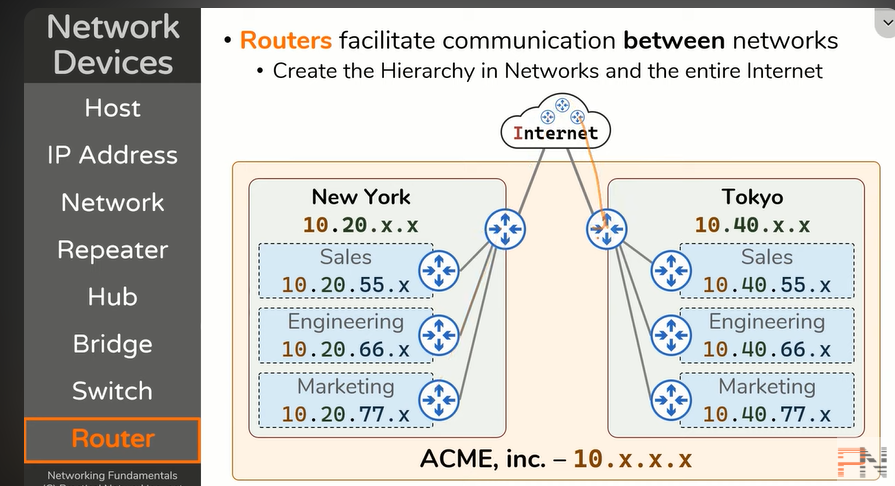 Network
Devices
Host
IP Address
Network
Repeater
Hub
Bridge
Switch
Router
Networking Fundamentals
• Routers facilitate communication between networks
• Create the Hierarchy in Networks and the entire Internet
Internet
New York
10.20.x.x
Sales
10.20.55.x
Engineering
10.20.66.x
Marketing
10.20.77.x
Tokyo
10.40.x.x
Sales
10.40.55.x
Engineering
10.40.66.x
Marketing
10.40.77.x
ACME, inc. – 10.x.x.x
PN